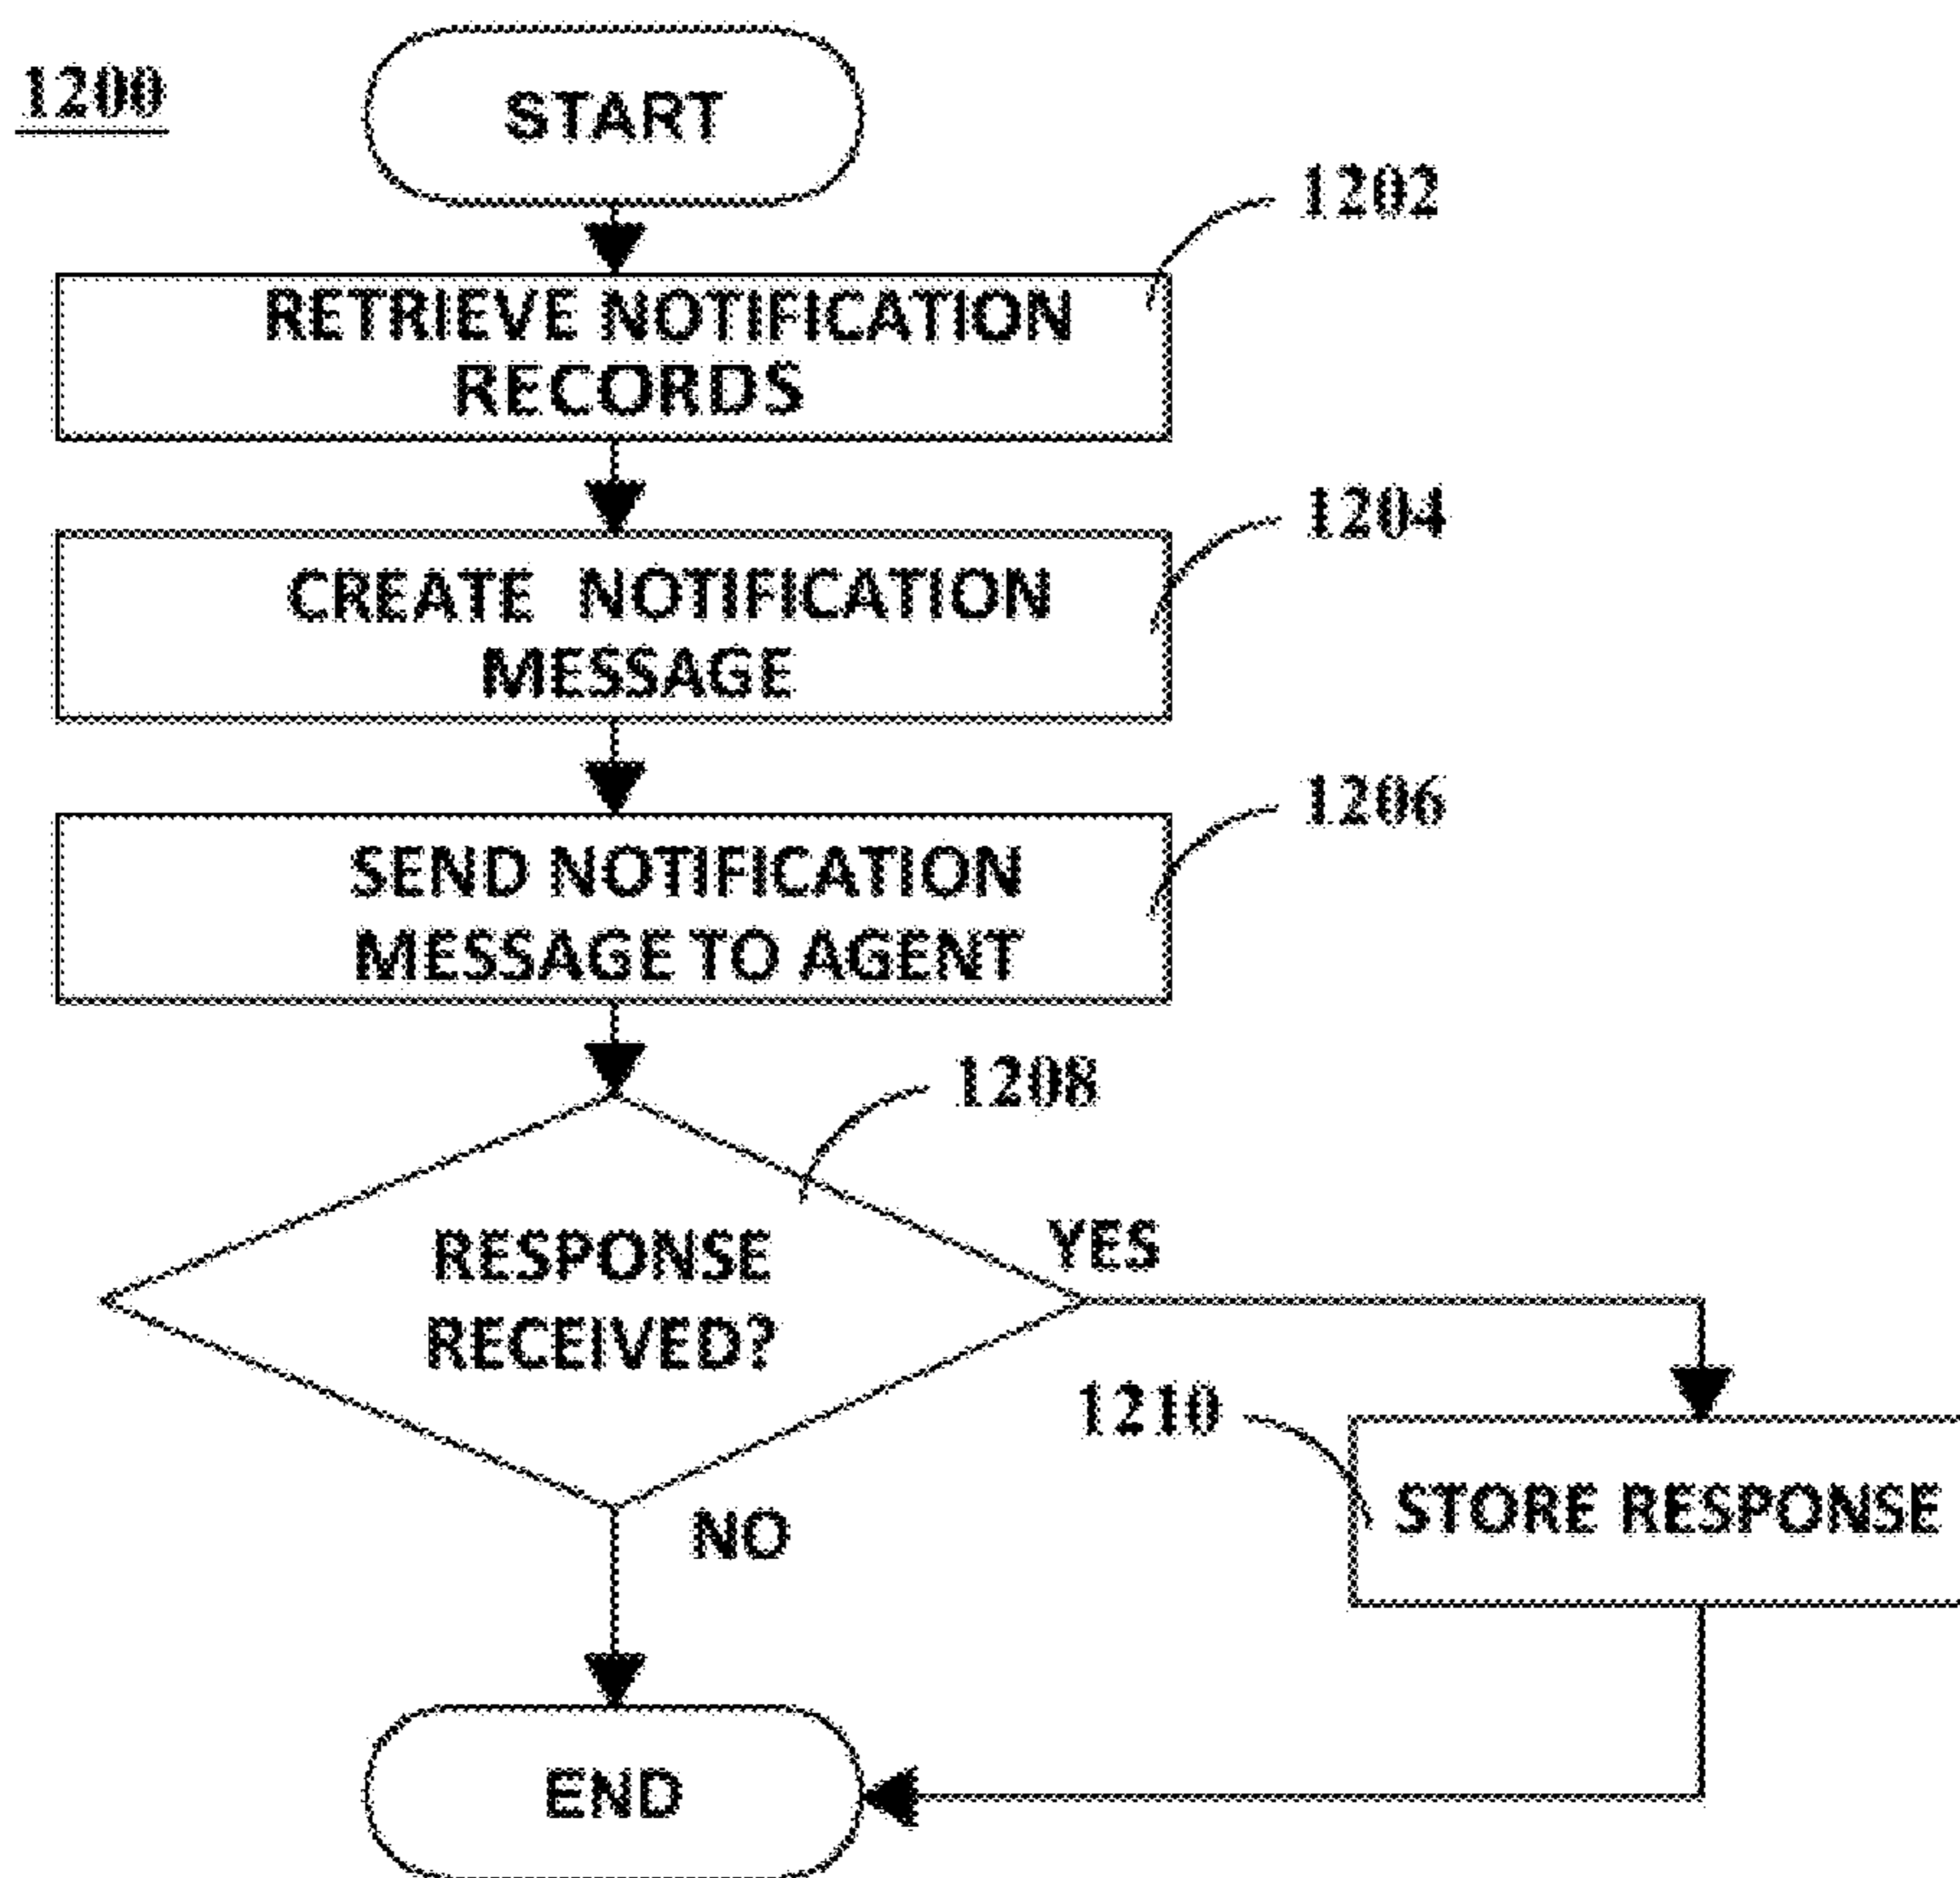 1200
START
1202
RETRIEVE NOTIFICATION
RECORDS
1204
CREATE NOTIFICATION
MESSAGE
1206
SEND NOTIFICATION
MESSAGE TO AGENT
1208
RESPONSE
RECEIVED?
YES
1210
STORE RESPONSE
NO
END